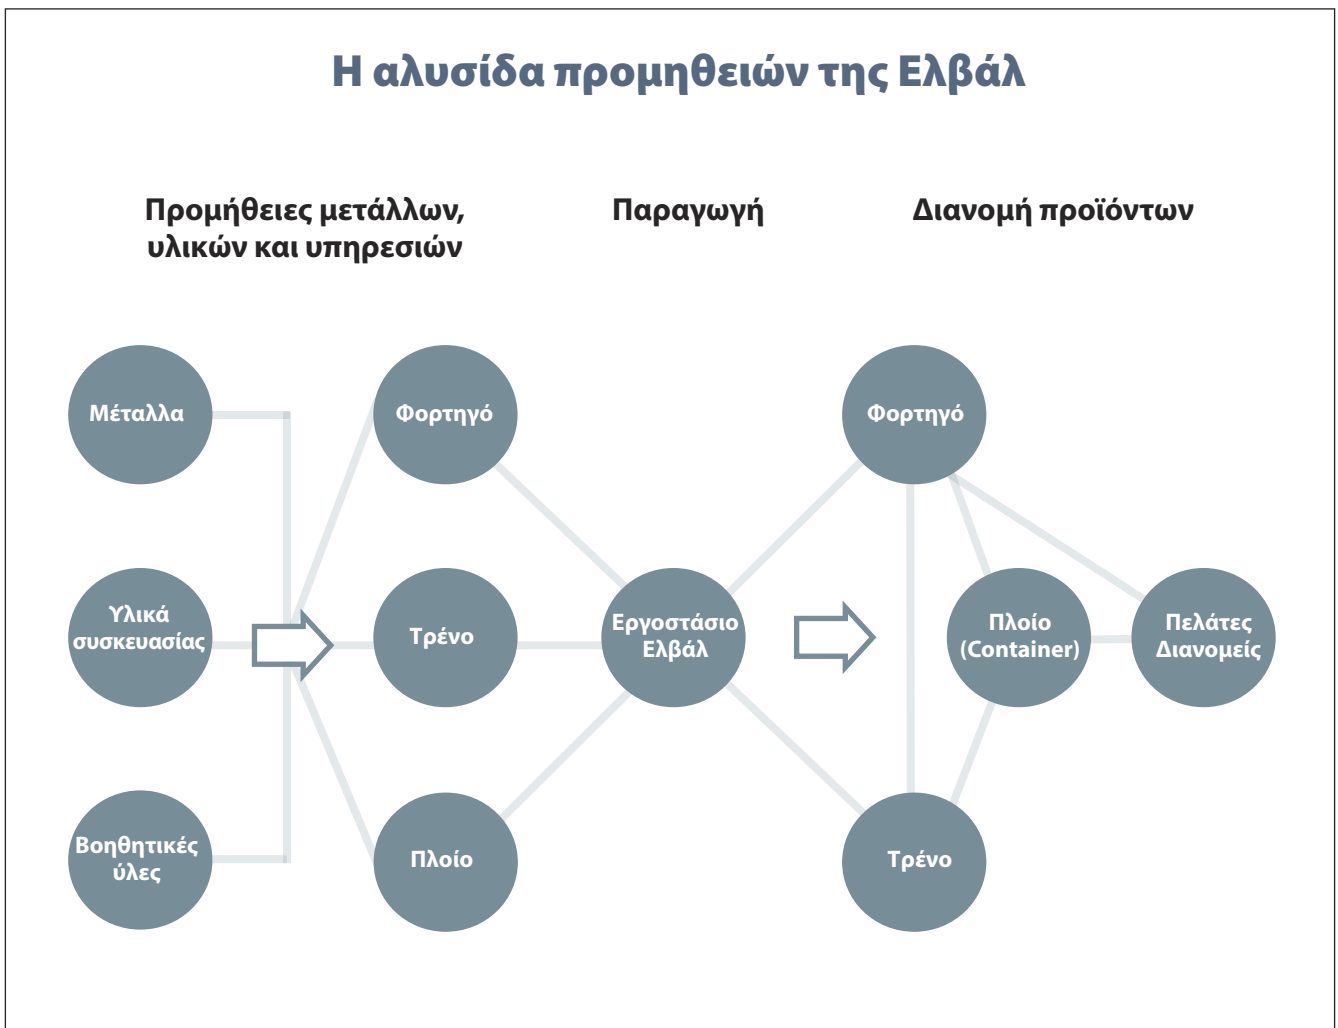 Η αλυσίδα προμηθειών της Ελβάλ
Προμήθειες μετάλλων,
υλικών και υπηρεσιών
Παραγωγή
Διανομή προϊόντων
Μέταλλα
Φορτηγό
Φορτηγό
Υλικά
συσκευασίας
Τρένο
Εργοστάσιο
Ελβάλ
Πλοίο
(Container)
Πελάτες
Διανομείς
Βοηθητικές
ύλες
Πλοίο
Τρένο